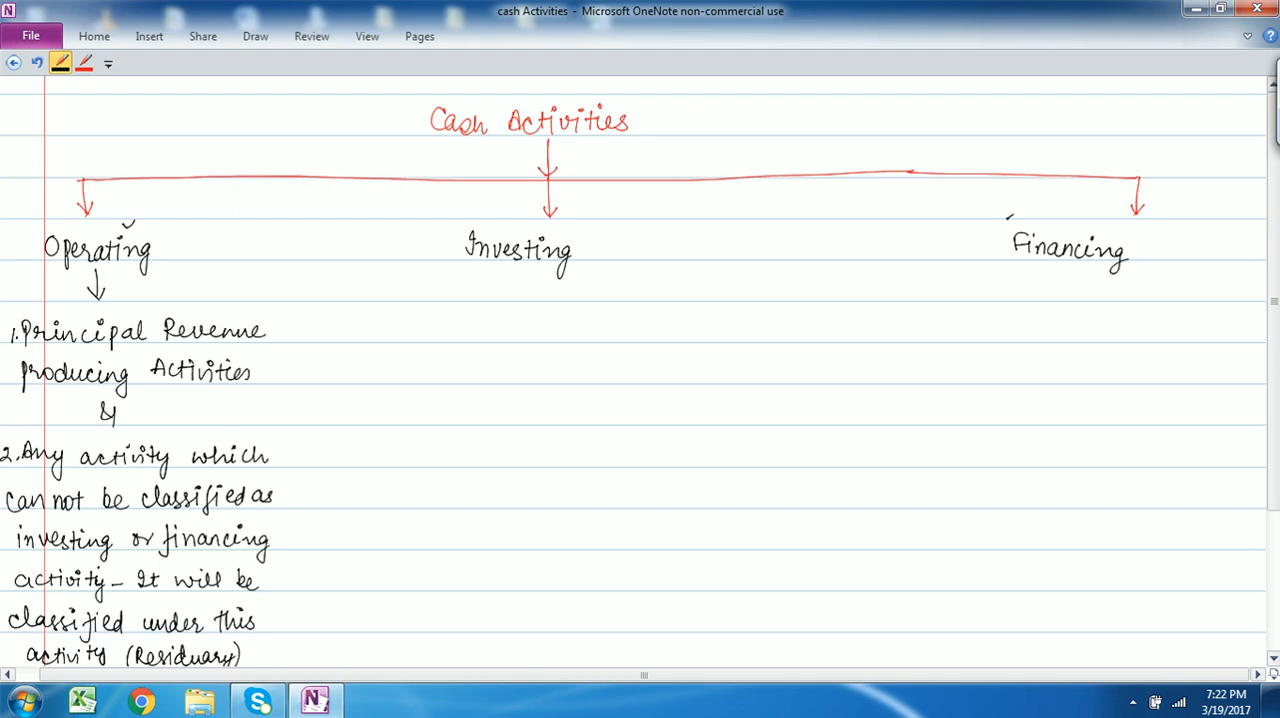 cash Activities - Microsoft OneNote non-commercial use
File Home Insert Share Draw Review View Pages
Cash Activities
Operating Investing Financing
1. Principal Revenue
producing Activities
&
2. Any activity which
can not be classified as
investing or financing
activity - It will be
classified under this
activity (Residuary)
7:22 PM
3/19/2017